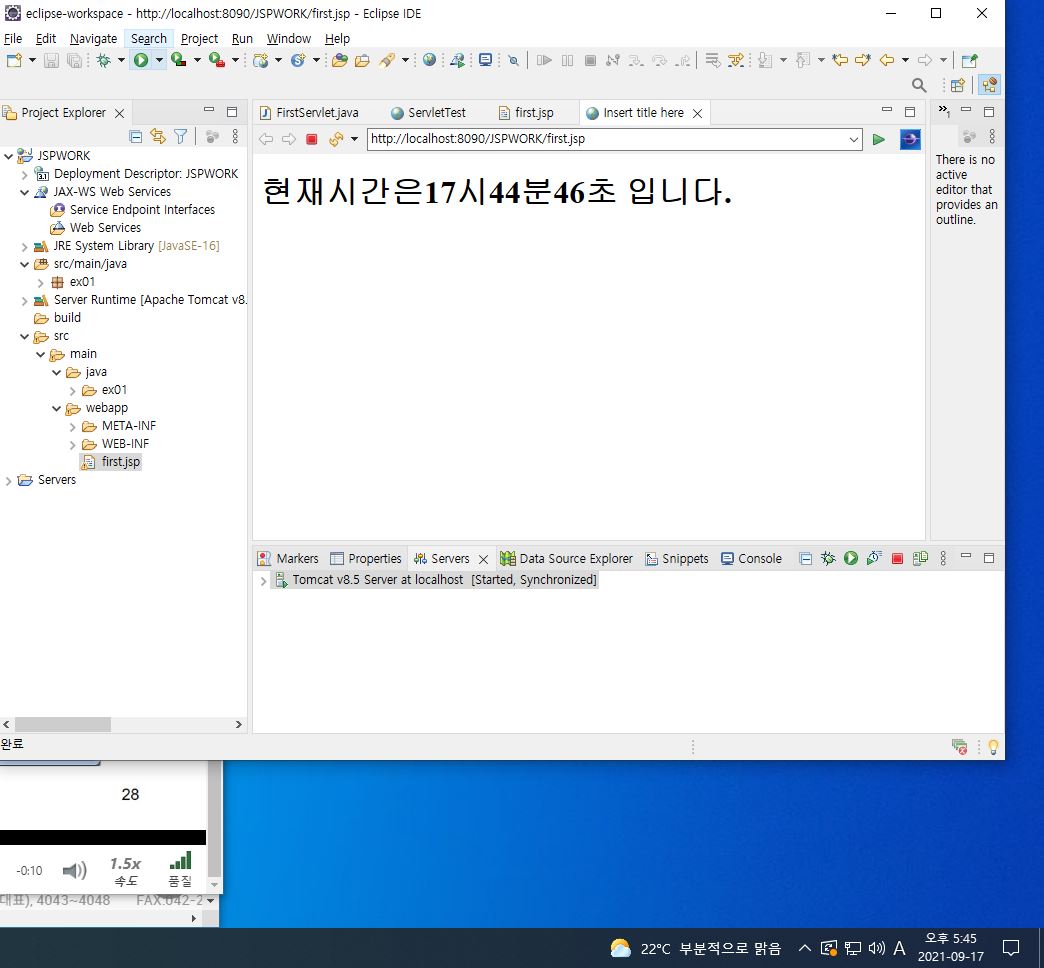 eclipse-workspace - http://localhost:8090/JSPWORK/first.jsp - Eclipse IDE
File Edit Navigate Search Project Run Window Help
Project Explorer
JSPWORK
Deployment Descriptor: JSPWORK
JAX-WS Web Services
Service Endpoint Interfaces
Web Services
JRE System Library [JavaSE-16]
src/main/java
ex01
Server Runtime [Apache Tomcat v8.
build
src
main
java
ex01
webapp
META-INF
WEB-INF
first.jsp
Servers
FirstServlet.java ServletTest first.jsp Insert title here
http://localhost:8090/JSPWORK/first.jsp
현재시간은17시44분46초 입니다.
»1
There is no
active
editor that
provides an
outline.
Markers Properties Servers Data Source Explorer Snippets Console
Tomcat v8.5 Server at localhost [Started, Synchronized]
완료
28
-0:10 1.5x
속도 품질
대표), 4043~4048 FAX:042-2
22°C 부분적으로 맑음 A 오후 5:45
2021-09-17